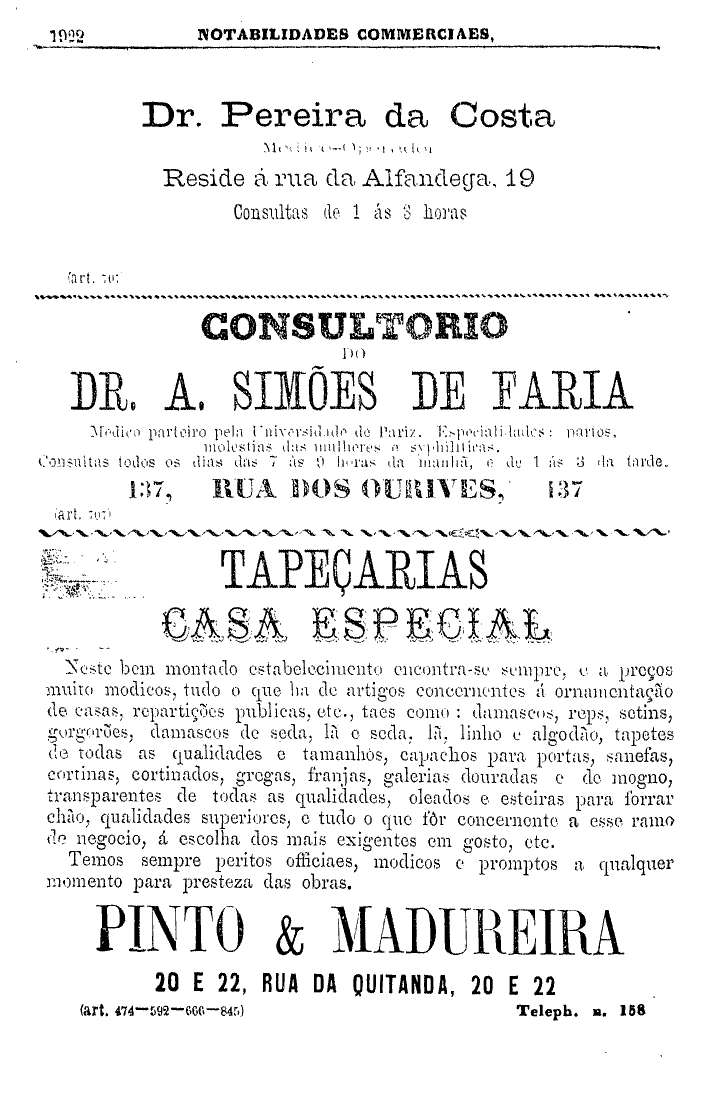 1922 NOTABILIDADES COMMERCIAES,
Dr. Pereira da Costa
Medico-Operador
Reside á rua da Alfandega, 19
Consultas de 1 ás 3 horas
(art. 707
CONSULTORIO
DO
DR. A. SIMÕES DE FARIA
Medico parteiro pela Universidade de Pariz. Especialidades: partos,
molestias das mulheres e syphiliticas.
Consultas todos os dias das 7 ás 9 horas da manhã, e de 1 ás 3 da tarde.
137, RUA DOS OURIVES, 137
(art. 707)
TAPEÇARIAS
CASA ESPECIAL
Neste bem montado estabelecimento encontra-se sempre, e a preços
muito modicos, tudo o que ha de artigos concernentes á ornamentação
de casas, repartições publicas, etc., taes como : damascos, reps, setins,
gorgorões, damascos de seda, lã e seda, lã, linho e algodão, tapetes
de todas as qualidades e tamanhos, capachos para portas, sanefas,
cortinas, cortinados, gregas, franjas, galerias douradas e de mogno,
transparentes de todas as qualidades, oleados e esteiras para forrar
chão, qualidades superiores, e tudo o que fôr concernente a esse ramo
de negocio, á escolha dos mais exigentes em gosto, etc.
Temos sempre peritos officiaes, modicos e promptos a qualquer
momento para presteza das obras.
PINTO & MADUREIRA
20 E 22, RUA DA QUITANDA, 20 E 22
(art. 474—592—666—845) Teleph. n. 158